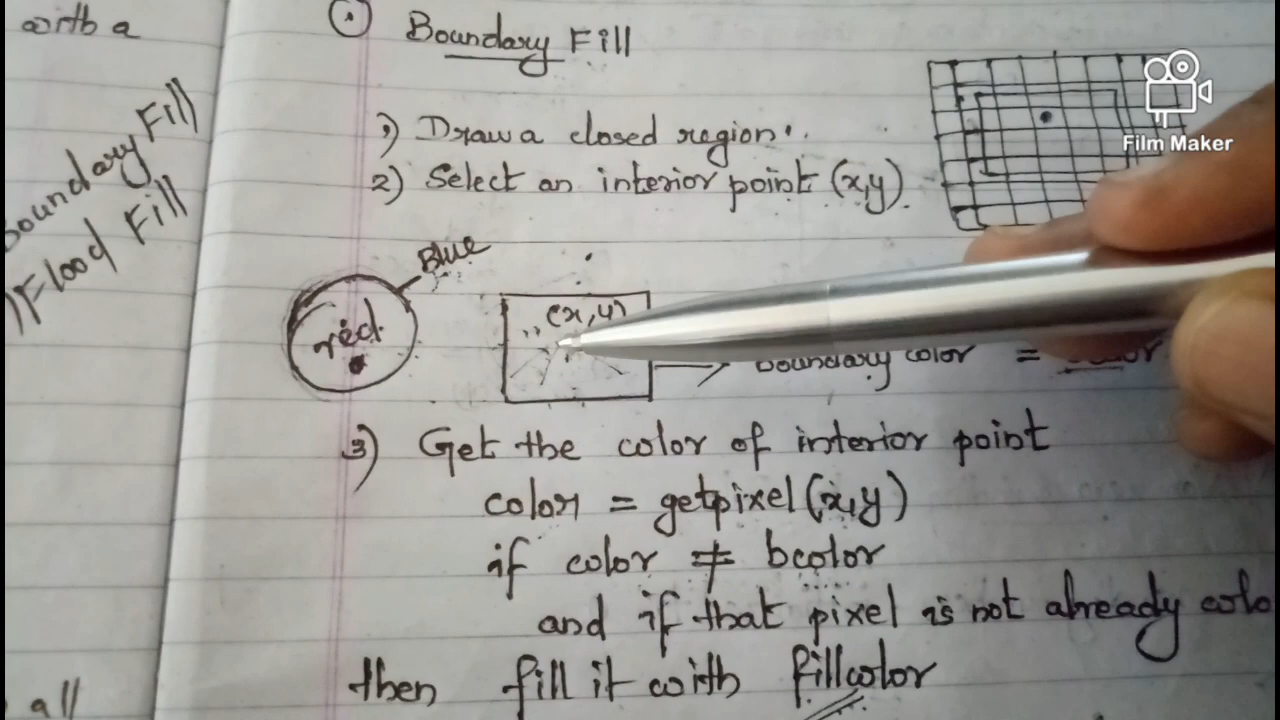 with a
Boundary Fill
Flood Fill
all
Boundary Fill
1) Draw a closed region.
2) Select an interior point (x,y)
Blue
red
(x,y)
boundary color =
3) Get the color of interior point
color = getpixel(x,y)
if color ≠ bcolor
and if that pixel is not already colo
then fill it with fillcolor
Film Maker